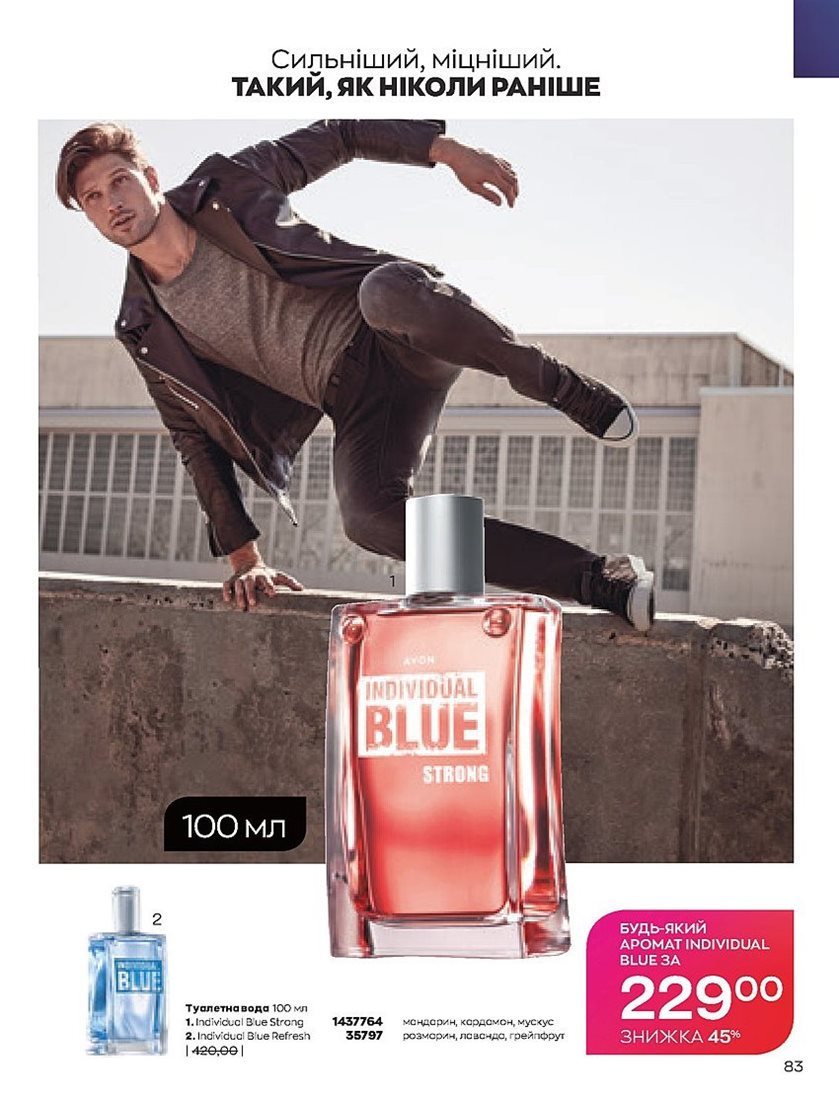 Сильніший, міцніший.
ТАКИЙ, ЯК НІКОЛИ РАНІШЕ
1
AVON
INDIVIDUAL
BLUE
STRONG
100 МЛ
2
INDIVIDUAL
BLUE
Туалетна вода 100 мл
1. Individual Blue Strong 1437764 мандарин, кардамон, мускус
2. Individual Blue Refresh 35797 розмарин, лаванда, грейпфрут
| 420,00 |
БУДЬ-ЯКИЙ
АРОМАТ INDIVIDUAL
BLUE ЗА
229⁰⁰
ЗНИЖКА 45%
83